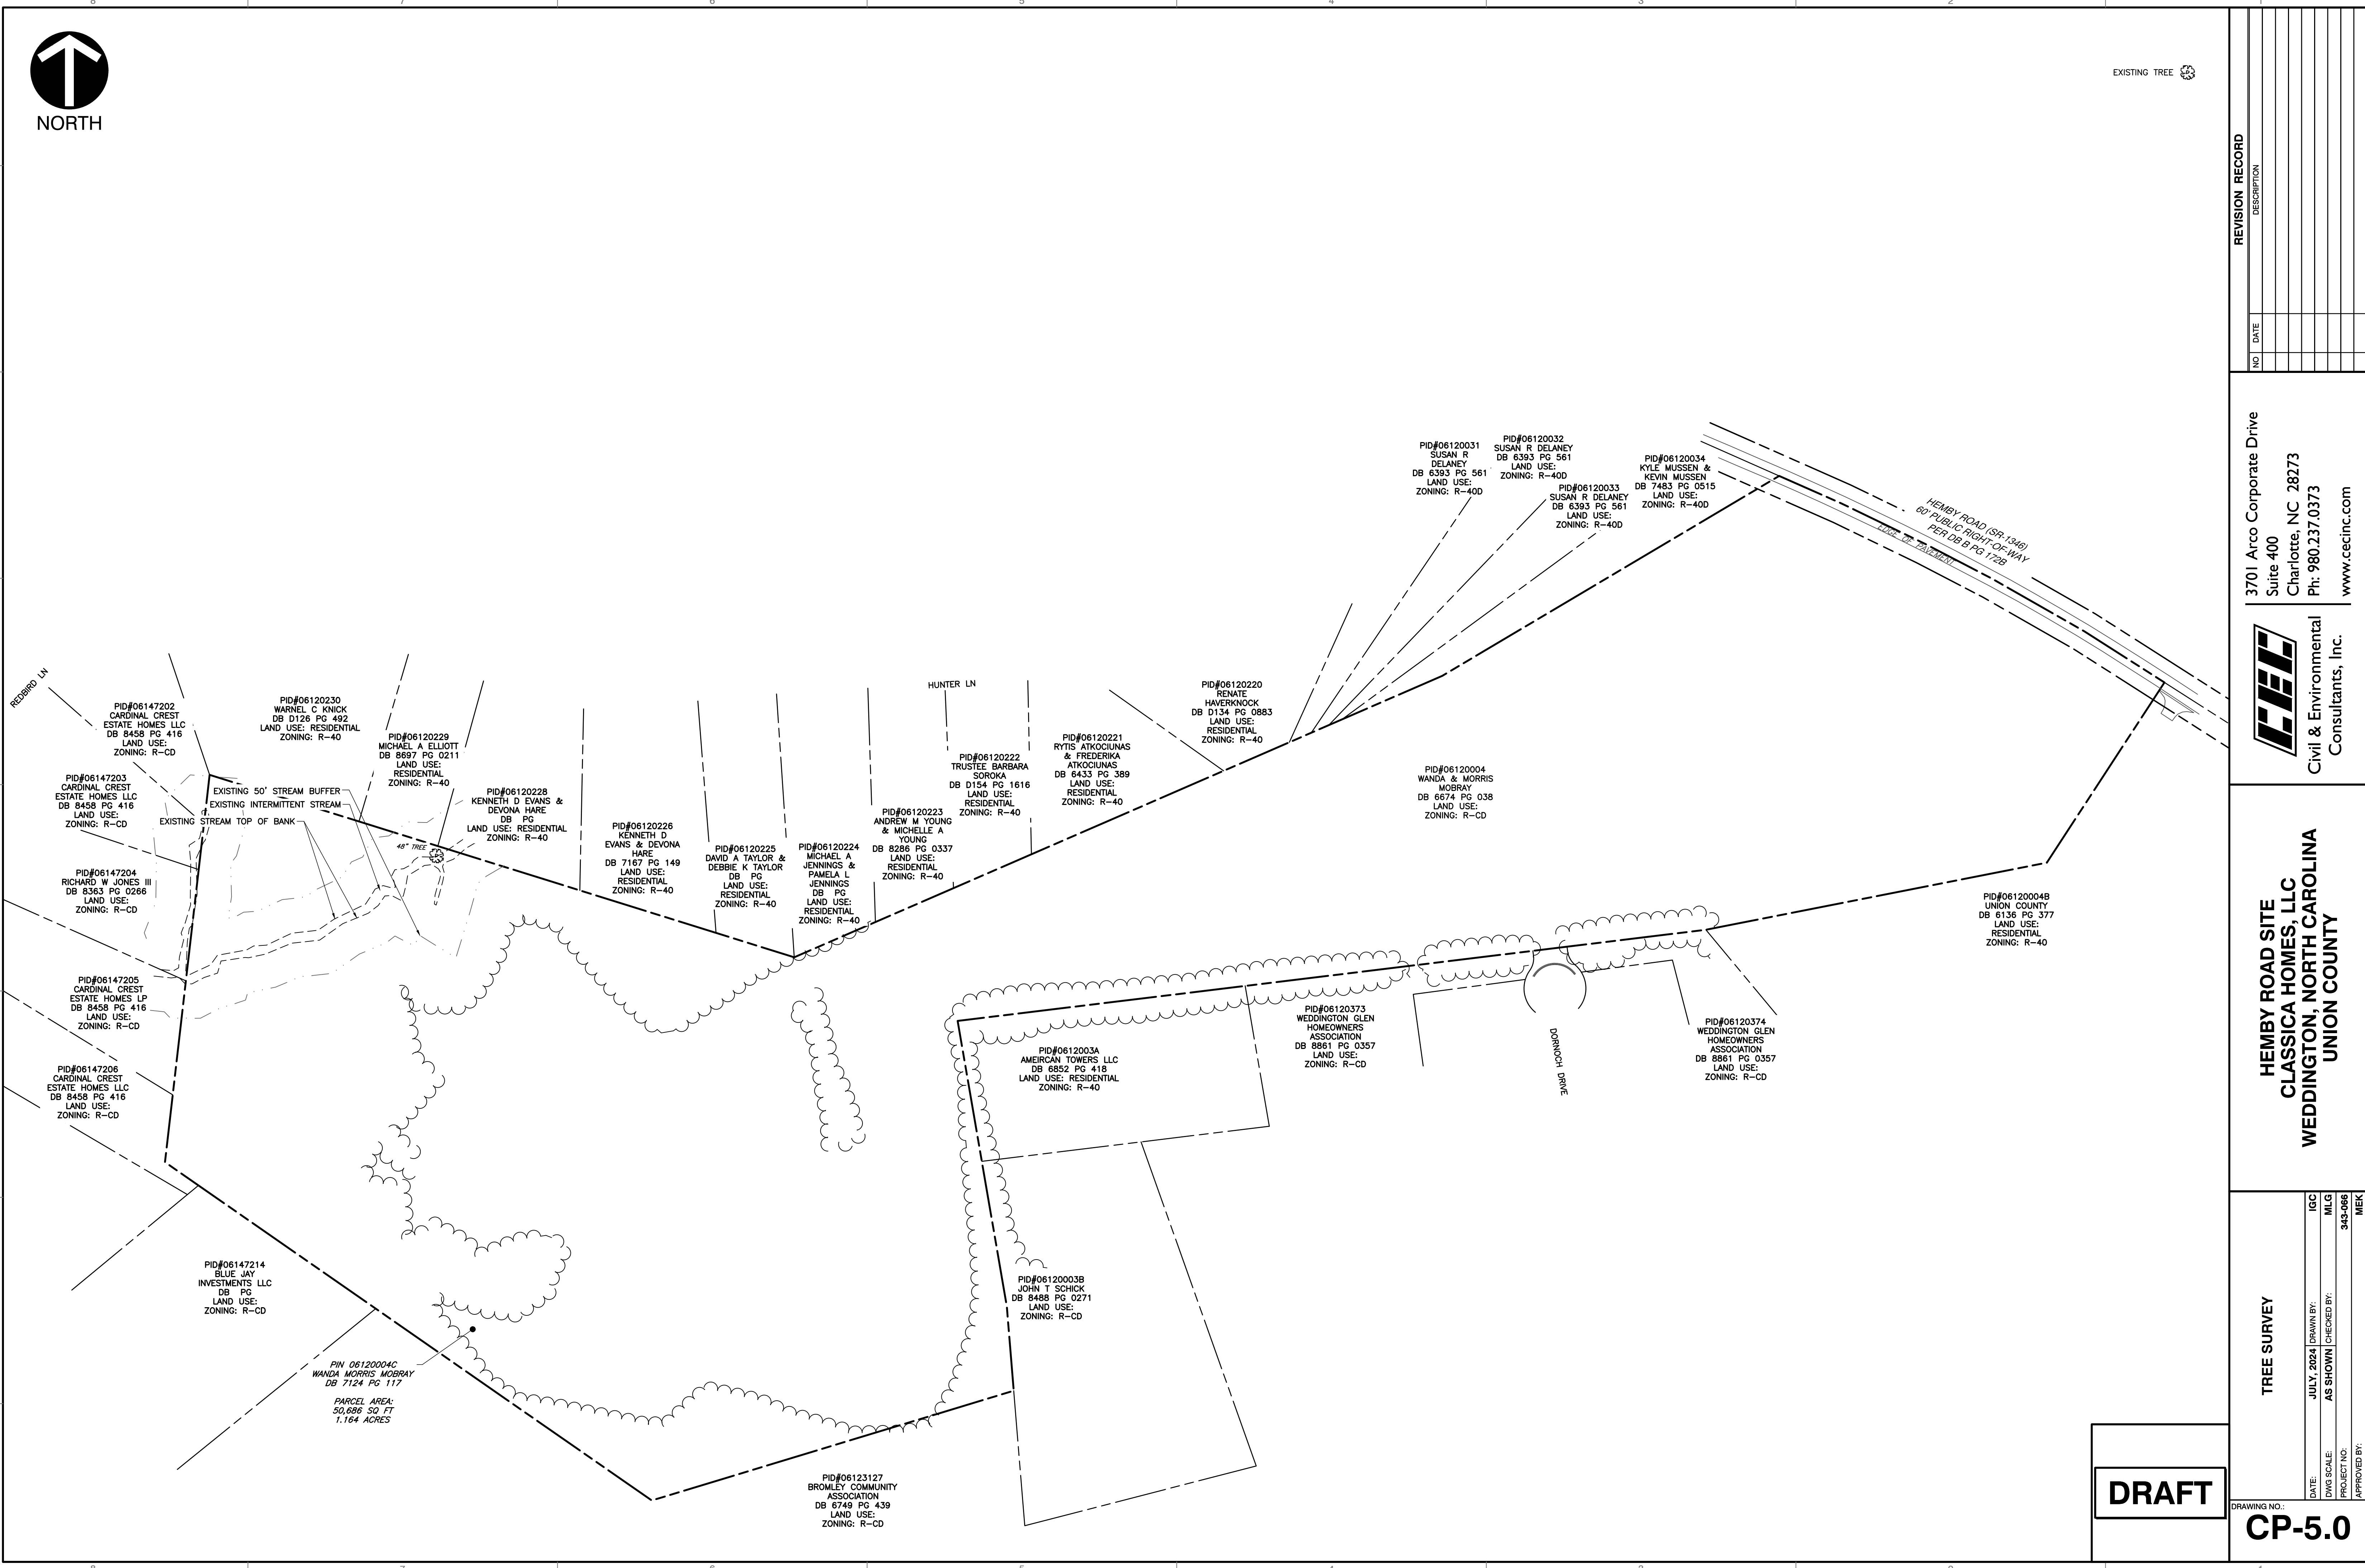 8
7
6
5
4
3
2
1
NORTH
EXISTING TREE
REDBIRD LN
PID#06147202
CARDINAL CREST
ESTATE HOMES LLC
DB 8458 PG 416
LAND USE:
ZONING: R-CD
PID#06147203
CARDINAL CREST
ESTATE HOMES LLC
DB 8458 PG 416
LAND USE:
ZONING: R-CD
PID#06147204
RICHARD W JONES III
DB 8363 PG 0266
LAND USE:
ZONING: R-CD
PID#06147205
CARDINAL CREST
ESTATE HOMES LP
DB 8458 PG 416
LAND USE:
ZONING: R-CD
PID#06147206
CARDINAL CREST
ESTATE HOMES LLC
DB 8458 PG 416
LAND USE:
ZONING: R-CD
PID#06120230
WARNEL C KNICK
DB D126 PG 492
LAND USE: RESIDENTIAL
ZONING: R-40
PID#06120229
MICHAEL A ELLIOTT
DB 8697 PG 0211
LAND USE:
RESIDENTIAL
ZONING: R-40
EXISTING 50' STREAM BUFFER
EXISTING INTERMITTENT STREAM
EXISTING STREAM TOP OF BANK
48" TREE
PID#06120228
KENNETH D EVANS &
DEVONA HARE
DB PG
LAND USE: RESIDENTIAL
ZONING: R-40
PID#06120226
KENNETH D
EVANS & DEVONA
HARE
DB 7167 PG 149
LAND USE:
RESIDENTIAL
ZONING: R-40
PID#06120225
DAVID A TAYLOR &
DEBBIE K TAYLOR
DB PG
LAND USE:
RESIDENTIAL
ZONING: R-40
PID#06120224
MICHAEL A
JENNINGS &
PAMELA L
JENNINGS
DB PG
LAND USE:
RESIDENTIAL
ZONING: R-40
PID#06120223
ANDREW M YOUNG
& MICHELLE A
YOUNG
DB 8286 PG 0337
LAND USE:
RESIDENTIAL
ZONING: R-40
HUNTER LN
PID#06120222
TRUSTEE BARBARA
SOROKA
DB D154 PG 1616
LAND USE:
RESIDENTIAL
ZONING: R-40
PID#06120221
RYTIS ATKOCIUNAS
& FREDERIKA
ATKOCIUNAS
DB 6433 PG 389
LAND USE:
RESIDENTIAL
ZONING: R-40
PID#06120220
RENATE
HAVERKNOCK
DB D134 PG 0883
LAND USE:
RESIDENTIAL
ZONING: R-40
PID#06120031
SUSAN R
DELANEY
DB 6393 PG 561
LAND USE:
ZONING: R-40D
PID#06120032
SUSAN R DELANEY
DB 6393 PG 561
LAND USE:
ZONING: R-40D
PID#06120033
SUSAN R DELANEY
DB 6393 PG 561
LAND USE:
ZONING: R-40D
PID#06120034
KYLE MUSSEN &
KEVIN MUSSEN
DB 7483 PG 0515
LAND USE:
ZONING: R-40D
HEMBY ROAD (SR-1346)
60' PUBLIC RIGHT-OF-WAY
PER DB B PG 172B
EDGE OF PAVEMENT
PID#06120004
WANDA & MORRIS
MOBRAY
DB 6674 PG 038
LAND USE:
ZONING: R-CD
PID#06120004B
UNION COUNTY
DB 6136 PG 377
LAND USE:
RESIDENTIAL
ZONING: R-40
PID#0612003A
AMEIRCAN TOWERS LLC
DB 6852 PG 418
LAND USE: RESIDENTIAL
ZONING: R-40
PID#06120373
WEDDINGTON GLEN
HOMEOWNERS
ASSOCIATION
DB 8861 PG 0357
LAND USE:
ZONING: R-CD
DORNOCH DRIVE
PID#06120374
WEDDINGTON GLEN
HOMEOWNERS
ASSOCIATION
DB 8861 PG 0357
LAND USE:
ZONING: R-CD
PID#06147214
BLUE JAY
INVESTMENTS LLC
DB PG
LAND USE:
ZONING: R-CD
PIN 06120004C
WANDA MORRIS MOBRAY
DB 7124 PG 117
PARCEL AREA:
50,686 SQ FT
1.164 ACRES
PID#06120003B
JOHN T SCHICK
DB 8488 PG 0271
LAND USE:
ZONING: R-CD
PID#06123127
BROMLEY COMMUNITY
ASSOCIATION
DB 6749 PG 439
LAND USE:
ZONING: R-CD
REVISION RECORD
NO DATE DESCRIPTION
CEC
Civil & Environmental
Consultants, Inc.
3701 Arco Corporate Drive
Suite 400
Charlotte, NC 28273
Ph: 980.237.0373
www.cecinc.com
HEMBY ROAD SITE
CLASSICA HOMES, LLC
WEDDINGTON, NORTH CAROLINA
UNION COUNTY
TREE SURVEY
DATE: JULY, 2024 DRAWN BY: IGC
DWG SCALE: AS SHOWN CHECKED BY: MLG
PROJECT NO: 343-066
APPROVED BY: MEK
DRAFT
DRAWING NO.:
CP-5.0
8
7
6
5
4
3
2
1